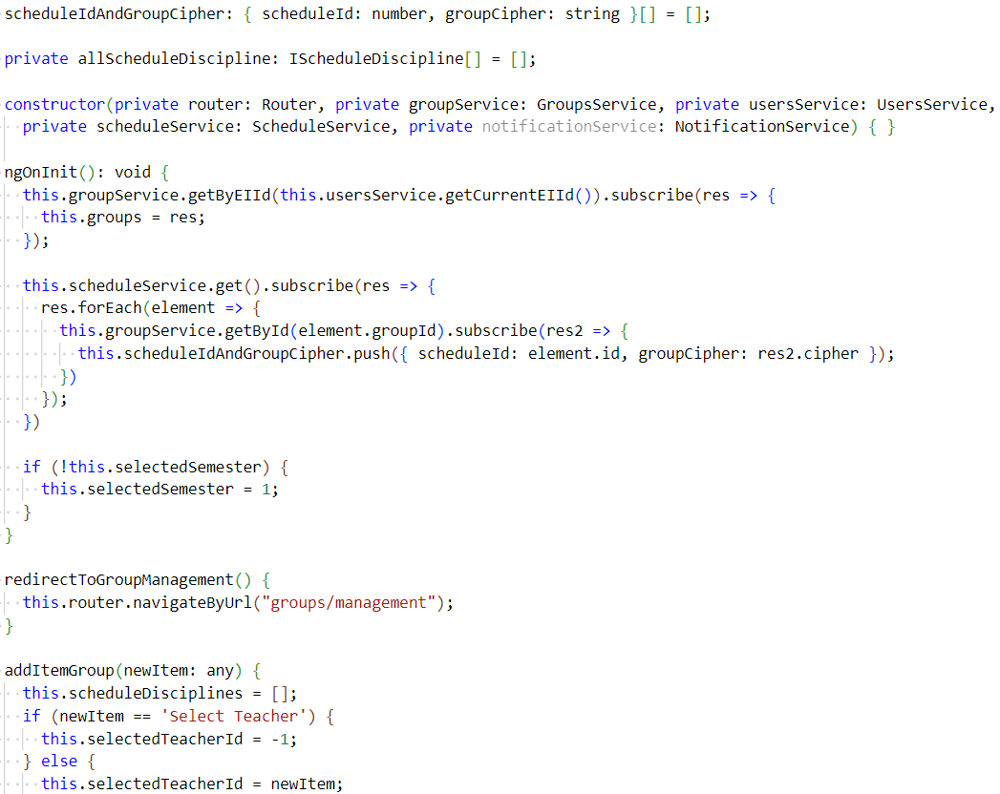 scheduleIdAndGroupCipher: { scheduleId: number, groupCipher: string }[] = [];
private allScheduleDiscipline: IScheduleDiscipline[] = [];
constructor(private router: Router, private groupService: GroupsService, private usersService: UsersService,
private scheduleService: ScheduleService, private notificationService: NotificationService) { }
ngOnInit(): void {
this.groupService.getByEIId(this.usersService.getCurrentEIId()).subscribe(res => {
this.groups = res;
});
this.scheduleService.get().subscribe(res => {
res.forEach(element => {
this.groupService.getById(element.groupId).subscribe(res2 => {
this.scheduleIdAndGroupCipher.push({ scheduleId: element.id, groupCipher: res2.cipher });
})
});
})
if (!this.selectedSemester) {
this.selectedSemester = 1;
}
}
redirectToGroupManagement() {
this.router.navigateByUrl("groups/management");
}
addItemGroup(newItem: any) {
this.scheduleDisciplines = [];
if (newItem == 'Select Teacher') {
this.selectedTeacherId = -1;
} else {
this.selectedTeacherId = newItem;